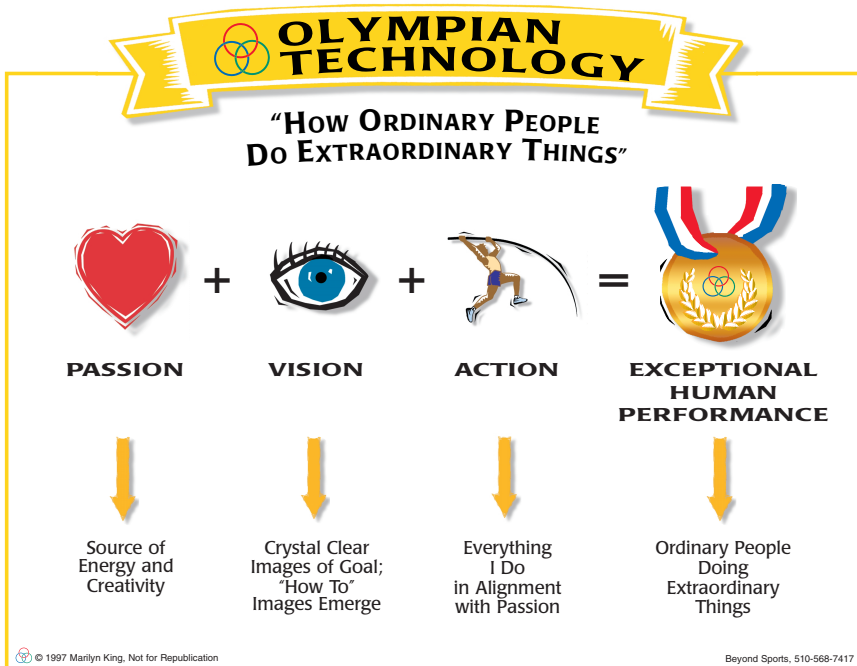 OLYMPIAN
TECHNOLOGY
“HOW ORDINARY PEOPLE
DO EXTRAORDINARY THINGS”
+
+
=
PASSION
VISION
ACTION
EXCEPTIONAL
HUMAN
PERFORMANCE
Source of
Energy and
Creativity
Crystal Clear
Images of Goal;
“How To”
Images Emerge
Everything
I Do
in Alignment
with Passion
Ordinary People
Doing
Extraordinary
Things
© 1997 Marilyn King, Not for Republication
Beyond Sports, 510-568-7417